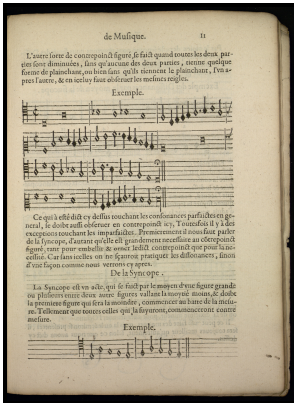 de Musique. 11
L'autre sorte de contrepoinct figuré, se faict quand toutes les deux par-
ties sont diminuées, sans qu'aucune des deux parties, tienne quelque
forme de plainchant, ou bien sans qu'ils tiennent le plainchant, l'vn a-
pres l'autre, & en iceluy faut obseruer les mesmes reigles.
Exemple.
Ce qui a esté dict cy dessus touchant les consonances parfaictes en ge-
neral, se doibt aussi obseruer en contrepoinct icy, Toutesfois il y a des
exceptions touchant les imparfaictes. Premierement il nous faut parler
de la syncope, d'autant qu'elle est grandement necessaire au cõtrepoinct
figuré, tant pour embellir & orner ledict contrepoinct que pour la ne-
cessité. Car sans icelles on ne sçauroit pratiquer les dissonances, sinon
d'vne façon comme nous verrons cy apres.
De la Syncope.
La Syncope est vn acte, qui se faict par le moyen d'vne figure grande
ou plusieurs entre deux autre figures vallant la moytié moins, & doibt
la premiere figure qui sera la moindre, commencer au batre de la mesu-
re. Tellement que toutes celles qui la suyuront, commenceront contre
mesure.
Exemple.